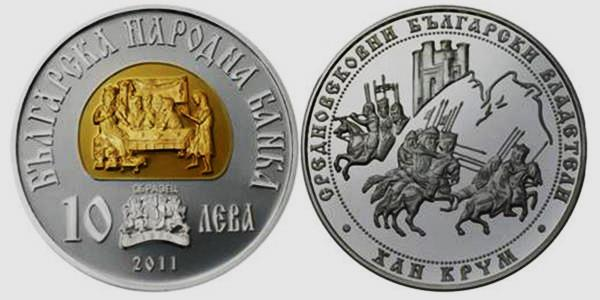 БЪЛГАРСКА НАРОДНА БАНКА
ОБРАЗЕЦ
10 ЛЕВА
2011
СРЕДНОВЕКОВНИ БЪЛГАРСКИ ВЛАДЕТЕЛИ
· ХАН КРУМ ·